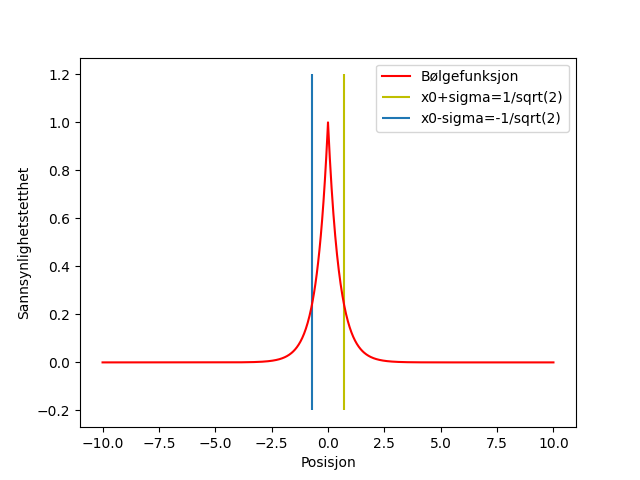 Bølgefunksjon
x0+sigma=1/sqrt(2)
x0-sigma=-1/sqrt(2)
1.2
1.0
0.8
0.6
0.4
0.2
0.0
−0.2
Sannsynlighetstetthet
−10.0 −7.5 −5.0 −2.5 0.0 2.5 5.0 7.5 10.0
Posisjon